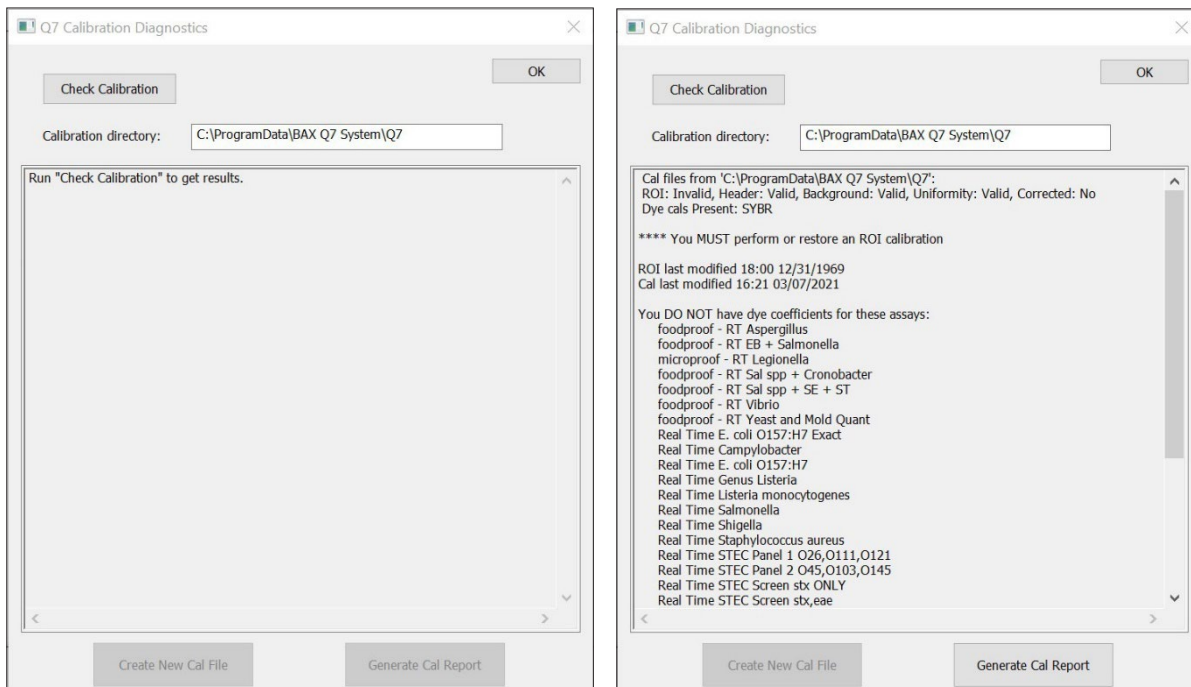 Q7 Calibration Diagnostics
OK
Check Calibration
Calibration directory:
C:\ProgramData\BAX Q7 System\Q7
Run "Check Calibration" to get results.
Create New Cal File
Generate Cal Report
Q7 Calibration Diagnostics
OK
Check Calibration
Calibration directory:
C:\ProgramData\BAX Q7 System\Q7
Cal files from 'C:\ProgramData\BAX Q7 System\Q7':
ROI: Invalid, Header: Valid, Background: Valid, Uniformity: Valid, Corrected: No
Dye cals Present: SYBR
**** You MUST perform or restore an ROI calibration
ROI last modified 18:00 12/31/1969
Cal last modified 16:21 03/07/2021
You DO NOT have dye coefficients for these assays:
foodproof - RT Aspergillus
foodproof - RT EB + Salmonella
microproof - RT Legionella
foodproof - RT Sal spp + Cronobacter
foodproof - RT Sal spp + SE + ST
foodproof - RT Vibrio
foodproof - RT Yeast and Mold Quant
Real Time E. coli O157:H7 Exact
Real Time Campylobacter
Real Time E. coli O157:H7
Real Time Genus Listeria
Real Time Listeria monocytogenes
Real Time Salmonella
Real Time Shigella
Real Time Staphylococcus aureus
Real Time STEC Panel 1 O26,O111,O121
Real Time STEC Panel 2 O45,O103,O145
Real Time STEC Screen stx ONLY
Real Time STEC Screen stx,eae
Create New Cal File
Generate Cal Report